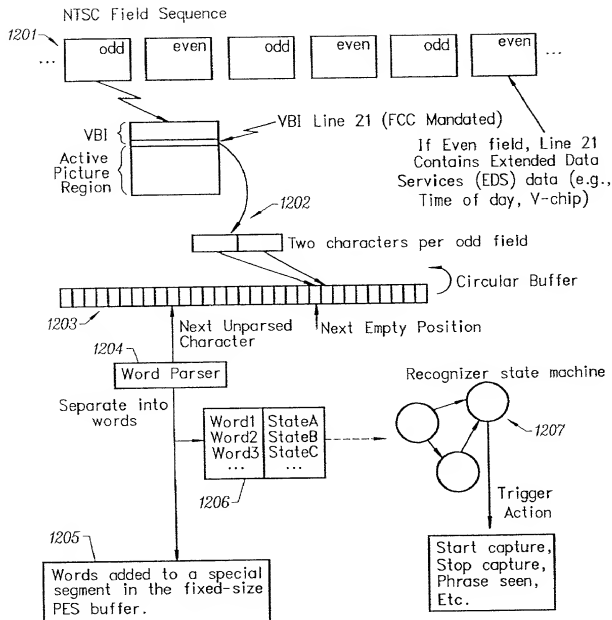 NTSC Field Sequence
1201
... odd even odd even odd even ...
VBI
VBI Line 21 (FCC Mandated)
Active
Picture
Region
If Even field, Line 21
Contains Extended Data
Services (EDS) data (e.g.,
Time of day, V-chip)
1202
Two characters per odd field
Circular Buffer
1203
Next Unparsed
Character
Next Empty Position
1204
Word Parser
Separate into
words
Word1 StateA
Word2 StateB
Word3 StateC
... ...
1206
Recognizer state machine
1207
Trigger
Action
1205
Words added to a special
segment in the fixed-size
PES buffer.
Start capture,
Stop capture,
Phrase seen,
Etc.